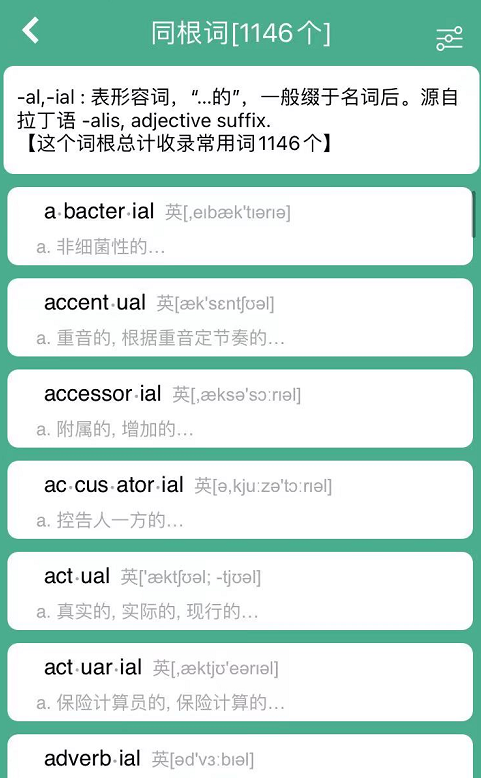 同根词[1146个]
-al,-ial : 表形容词，“...的”，一般缀于名词后。源自
拉丁语 -alis, adjective suffix.
【这个词根总计收录常用词1146个】
a·bacter·ial 英[ˌeɪbæk'tɪərɪə]
a. 非细菌性的...
accent·ual 英[æk'sɛntʃʊəl]
a. 重音的, 根据重音定节奏的...
accessor·ial 英[ˌæksə'sɔːrɪəl]
a. 附属的, 增加的...
ac·cus·ator·ial 英[əˌkjuːzə'tɔːrɪəl]
a. 控告人一方的...
act·ual 英['æktʃʊəl; -tjʊəl]
a. 真实的, 实际的, 现行的...
act·uar·ial 英[ˌæktjʊ'eərɪəl]
a. 保险计算员的, 保险计算的...
adverb·ial 英[əd'vɜːbɪəl]